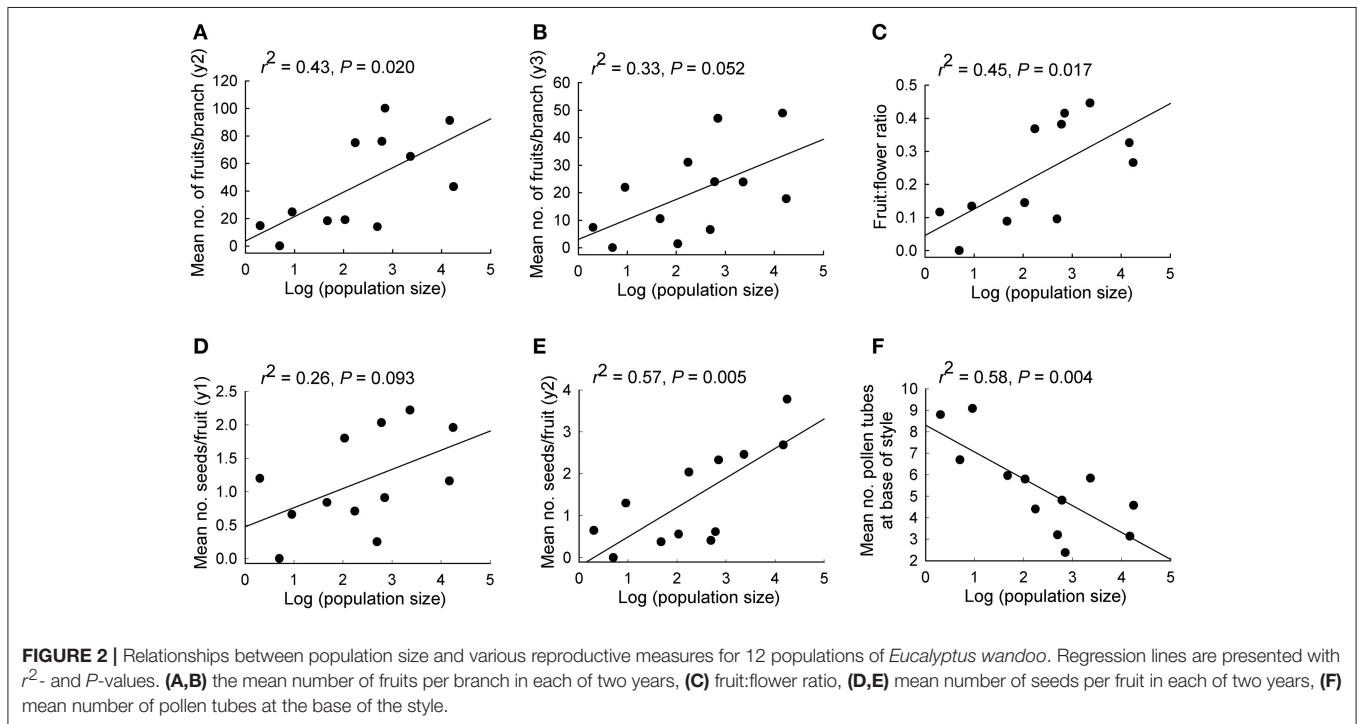 A
r² = 0.43, P = 0.020
Mean no. of fruits/branch (y2)
120
100
80
60
40
20
0
0 1 2 3 4 5
Log (population size)
B
r² = 0.33, P = 0.052
Mean no. of fruits/branch (y3)
60
50
40
30
20
10
0
0 1 2 3 4 5
Log (population size)
C
r² = 0.45, P = 0.017
Fruit:flower ratio
0.5
0.4
0.3
0.2
0.1
0.0
0 1 2 3 4 5
Log (population size)
D
r² = 0.26, P = 0.093
Mean no. seeds/fruit (y1)
2.5
2.0
1.5
1.0
0.5
0.0
0 1 2 3 4 5
Log (population size)
E
r² = 0.57, P = 0.005
Mean no. seeds/fruit (y2)
4
3
2
1
0
0 1 2 3 4 5
Log (population size)
F
r² = 0.58, P = 0.004
Mean no. pollen tubes
at base of style
10
9
8
7
6
5
4
3
2
0 1 2 3 4 5
Log (population size)
FIGURE 2 | Relationships between population size and various reproductive measures for 12 populations of Eucalyptus wandoo. Regression lines are presented with
r²- and P-values. (A,B) the mean number of fruits per branch in each of two years, (C) fruit:flower ratio, (D,E) mean number of seeds per fruit in each of two years, (F)
mean number of pollen tubes at the base of the style.